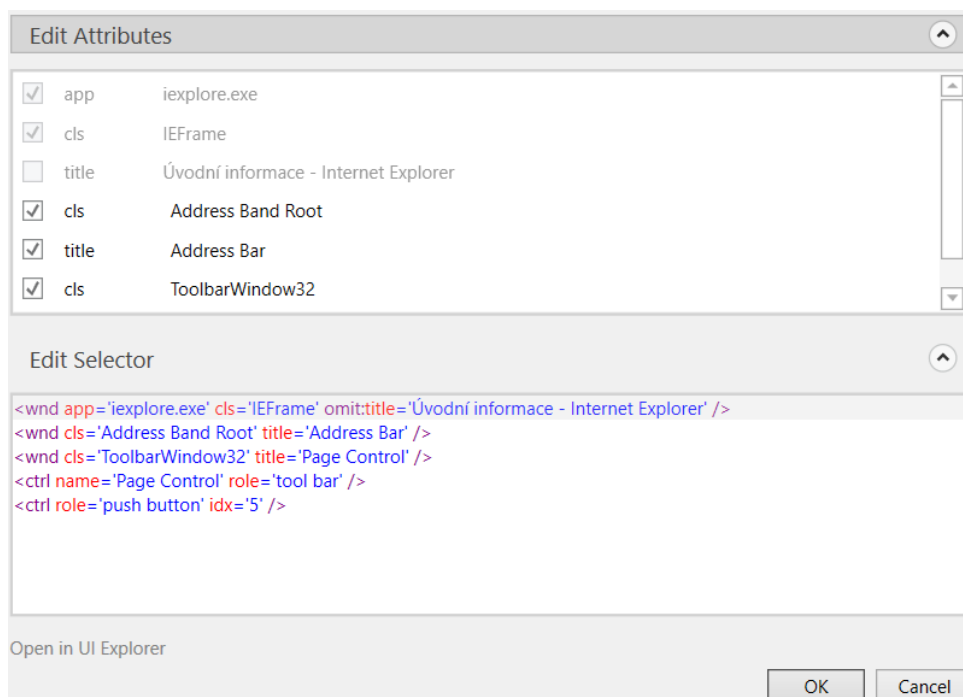 Edit Attributes
app iexplore.exe
cls IEFrame
title Úvodní informace - Internet Explorer
cls Address Band Root
title Address Bar
cls ToolbarWindow32
Edit Selector
<wnd app='iexplore.exe' cls='IEFrame' omit:title='Úvodní informace - Internet Explorer' />
<wnd cls='Address Band Root' title='Address Bar' />
<wnd cls='ToolbarWindow32' title='Page Control' />
<ctrl name='Page Control' role='tool bar' />
<ctrl role='push button' idx='5' />
Open in UI Explorer
OK Cancel